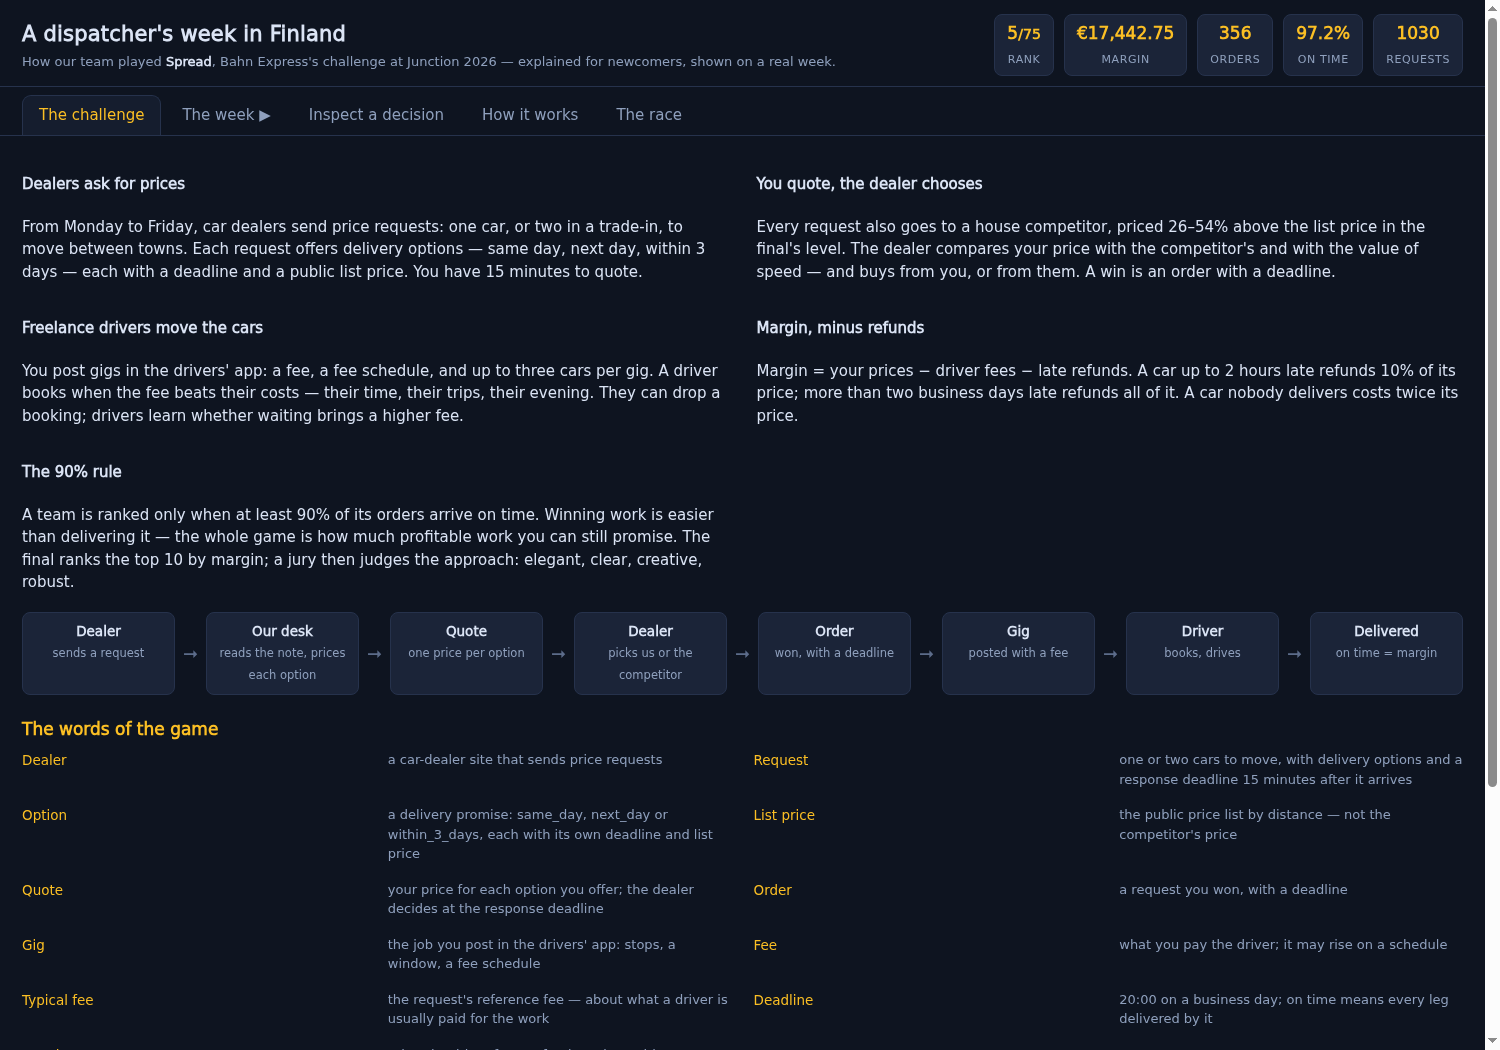 A dispatcher's week in Finland
How our team played Spread, Bahn Express's challenge at Junction 2026 — explained for newcomers, shown on a real week.
5/75
RANK
€17,442.75
MARGIN
356
ORDERS
97.2%
ON TIME
1030
REQUESTS
The challenge
The week ▶
Inspect a decision
How it works
The race
Dealers ask for prices
From Monday to Friday, car dealers send price requests: one car, or two in a trade-in, to
move between towns. Each request offers delivery options — same day, next day, within 3
days — each with a deadline and a public list price. You have 15 minutes to quote.
You quote, the dealer chooses
Every request also goes to a house competitor, priced 26–54% above the list price in the
final's level. The dealer compares your price with the competitor's and with the value of
speed — and buys from you, or from them. A win is an order with a deadline.
Freelance drivers move the cars
You post gigs in the drivers' app: a fee, a fee schedule, and up to three cars per gig. A driver
books when the fee beats their costs — their time, their trips, their evening. They can drop a
booking; drivers learn whether waiting brings a higher fee.
Margin, minus refunds
Margin = your prices − driver fees − late refunds. A car up to 2 hours late refunds 10% of its
price; more than two business days late refunds all of it. A car nobody delivers costs twice its
price.
The 90% rule
A team is ranked only when at least 90% of its orders arrive on time. Winning work is easier
than delivering it — the whole game is how much profitable work you can still promise. The
final ranks the top 10 by margin; a jury then judges the approach: elegant, clear, creative,
robust.
Dealer
sends a request
→
Our desk
reads the note, prices
each option
→
Quote
one price per option
→
Dealer
picks us or the
competitor
→
Order
won, with a deadline
→
Gig
posted with a fee
→
Driver
books, drives
→
Delivered
on time = margin
The words of the game
Dealer
a car-dealer site that sends price requests
Request
one or two cars to move, with delivery options and a
response deadline 15 minutes after it arrives
Option
a delivery promise: same_day, next_day or
within_3_days, each with its own deadline and list
price
List price
the public price list by distance — not the
competitor's price
Quote
your price for each option you offer; the dealer
decides at the response deadline
Order
a request you won, with a deadline
Gig
the job you post in the drivers' app: stops, a
window, a fee schedule
Fee
what you pay the driver; it may rise on a schedule
Typical fee
the request's reference fee — about what a driver is
usually paid for the work
Deadline
20:00 on a business day; on time means every leg
delivered by it